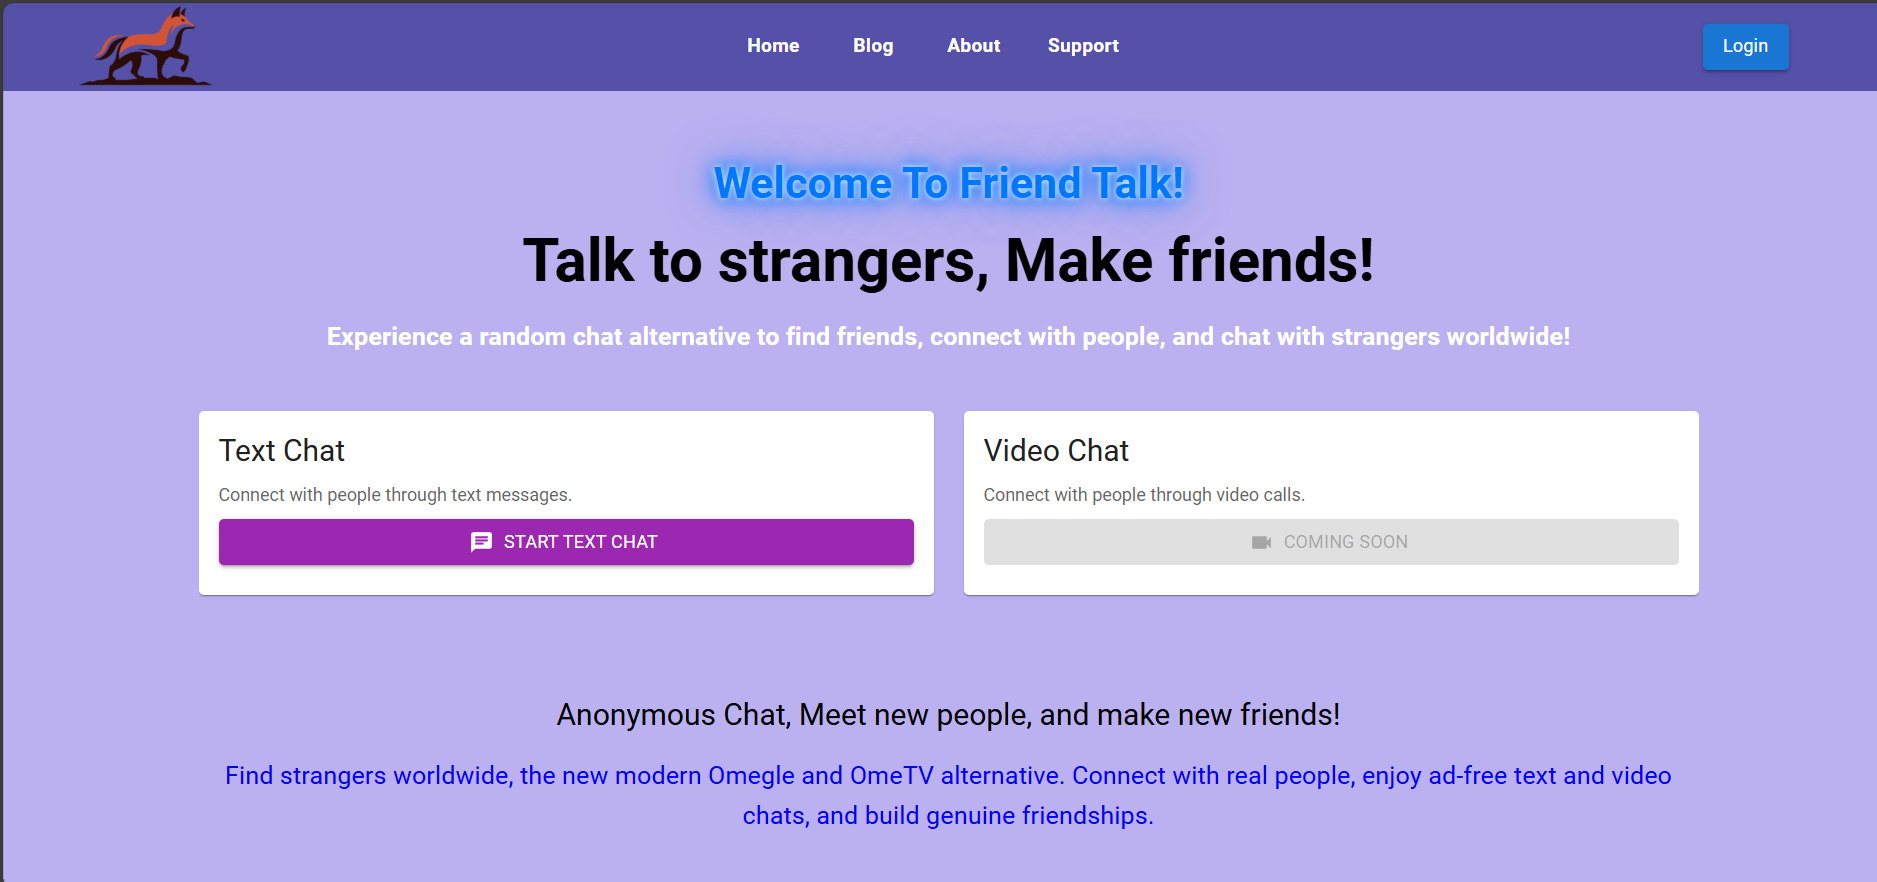 Home Blog About Support Login
Welcome To Friend Talk!
Talk to strangers, Make friends!
Experience a random chat alternative to find friends, connect with people, and chat with strangers worldwide!
Text Chat
Connect with people through text messages.
START TEXT CHAT
Video Chat
Connect with people through video calls.
COMING SOON
Anonymous Chat, Meet new people, and make new friends!
Find strangers worldwide, the new modern Omegle and OmeTV alternative. Connect with real people, enjoy ad-free text and video
chats, and build genuine friendships.